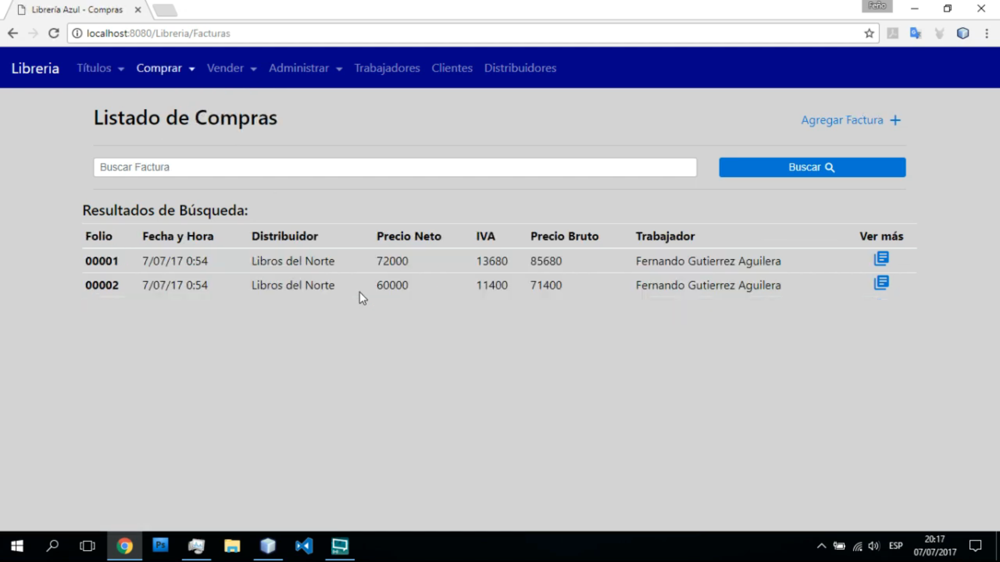 Librería Azul - Compras
Feño
localhost:8080/Libreria/Facturas
Libreria Títulos Comprar Vender Administrar Trabajadores Clientes Distribuidores
Listado de Compras
Agregar Factura +
Buscar Factura
Buscar
Resultados de Búsqueda:
Folio Fecha y Hora Distribuidor Precio Neto IVA Precio Bruto Trabajador Ver más
00001 7/07/17 0:54 Libros del Norte 72000 13680 85680 Fernando Gutierrez Aguilera
00002 7/07/17 0:54 Libros del Norte 60000 11400 71400 Fernando Gutierrez Aguilera
Ps
ESP
20:17
07/07/2017